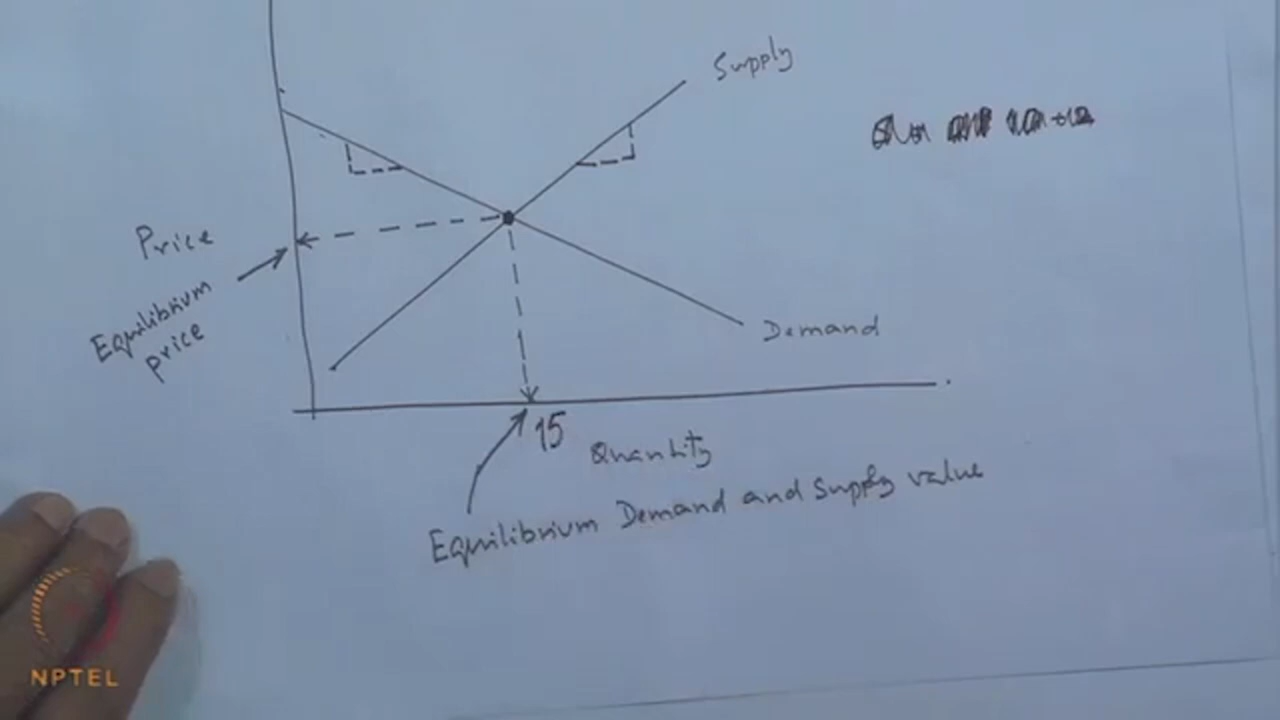 Supply
Price
Equilibrium
price
Demand
15
Quantity
Equilibrium Demand and Supply value
NPTEL